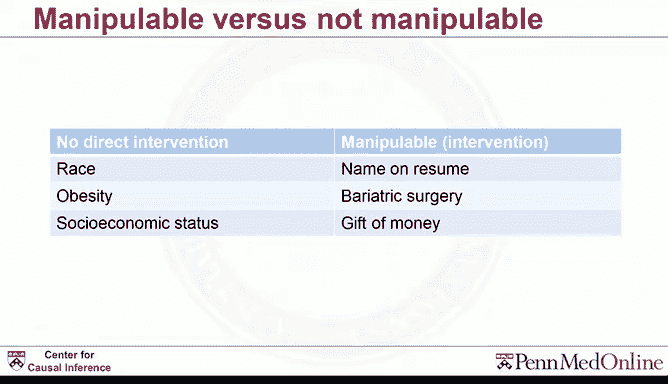 Manipulable versus not manipulable
No direct intervention Manipulable (intervention)
Race Name on resume
Obesity Bariatric surgery
Socioeconomic status Gift of money
Center for
Causal Inference
PennMedOnline